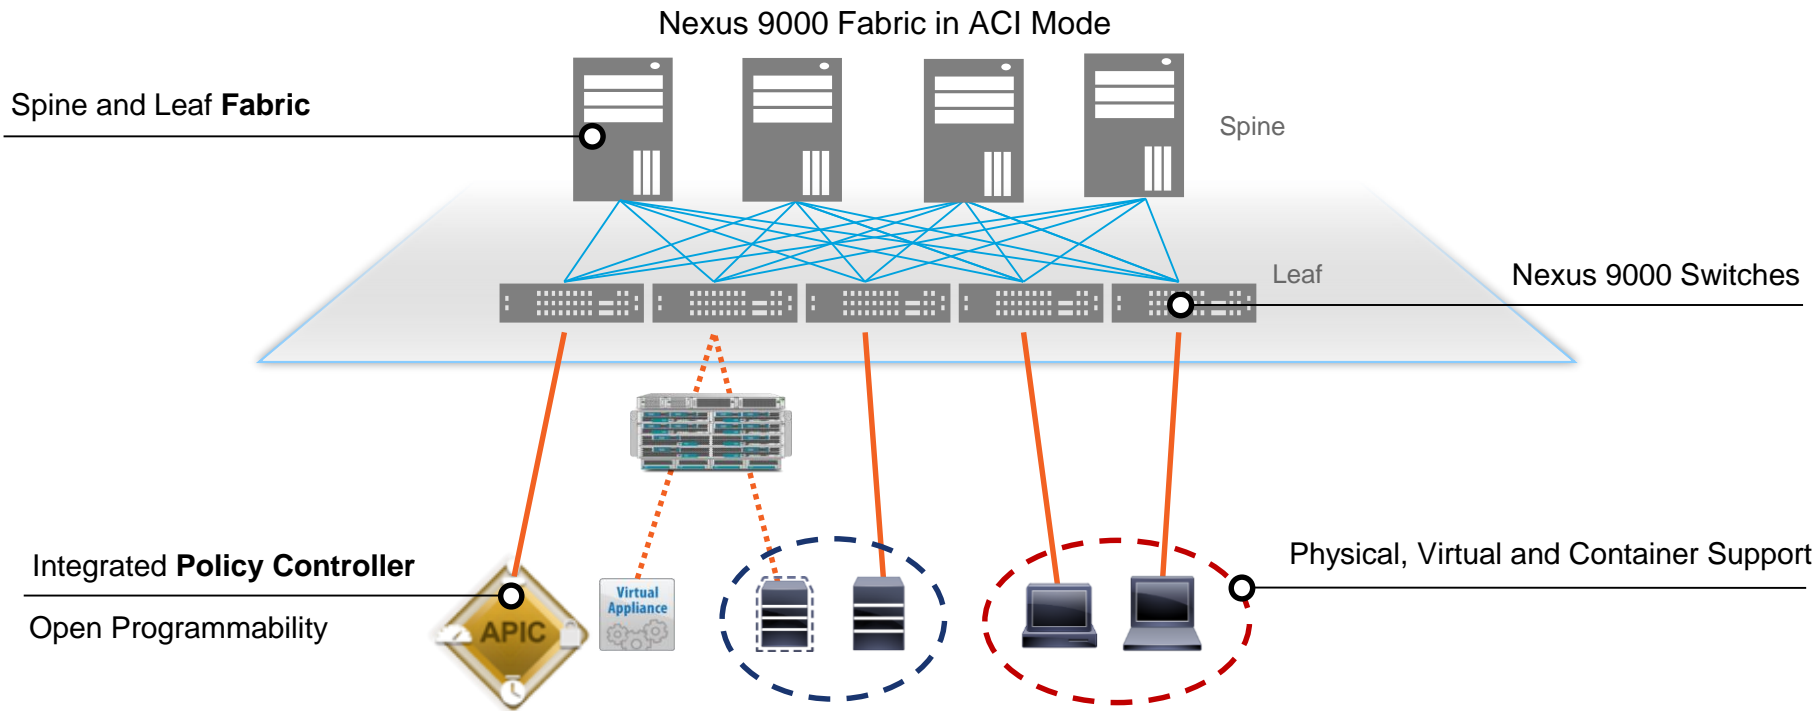 Nexus 9000 Fabric in ACI Mode
Spine and Leaf Fabric
Spine
Leaf
Nexus 9000 Switches
Integrated Policy Controller
Open Programmability
APIC
Virtual
Appliance
Physical, Virtual and Container Support